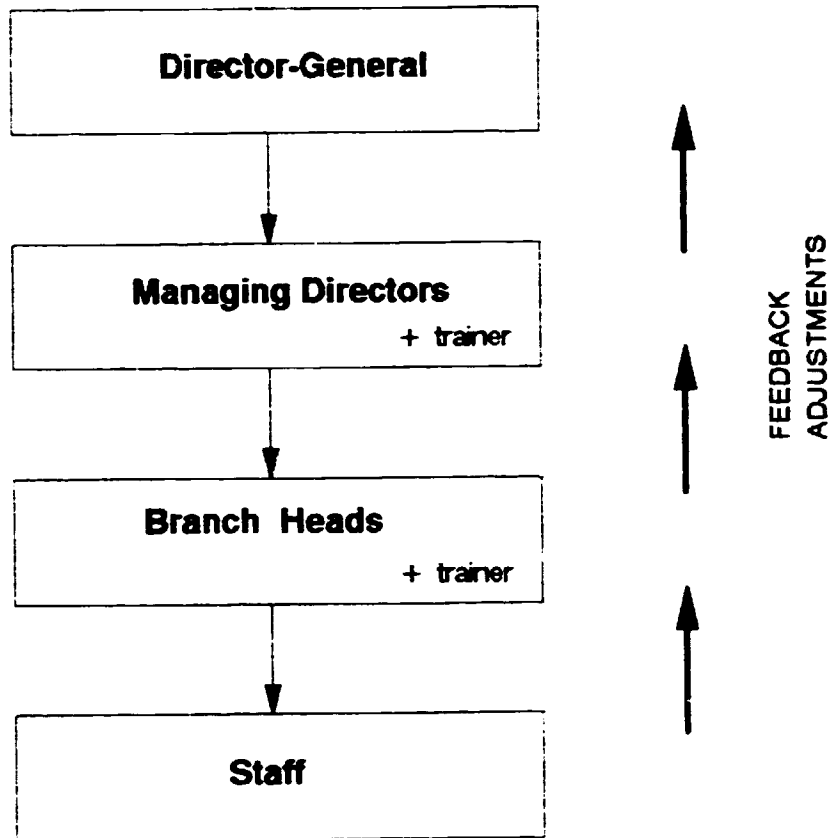 Director-General
Managing Directors
+ trainer
Branch Heads
+ trainer
Staff
FEEDBACK
ADJUSTMENTS